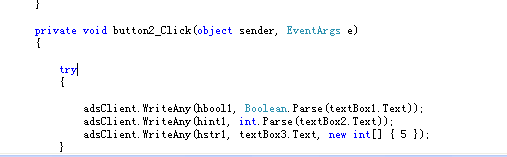 }
private void button2_Click(object sender, EventArgs e)
{
try
{
adsClient.WriteAny(hbool1, Boolean.Parse(textBox1.Text));
adsClient.WriteAny(hint1, int.Parse(textBox2.Text));
adsClient.WriteAny(hstr1, textBox3.Text, new int[] { 5 });
}